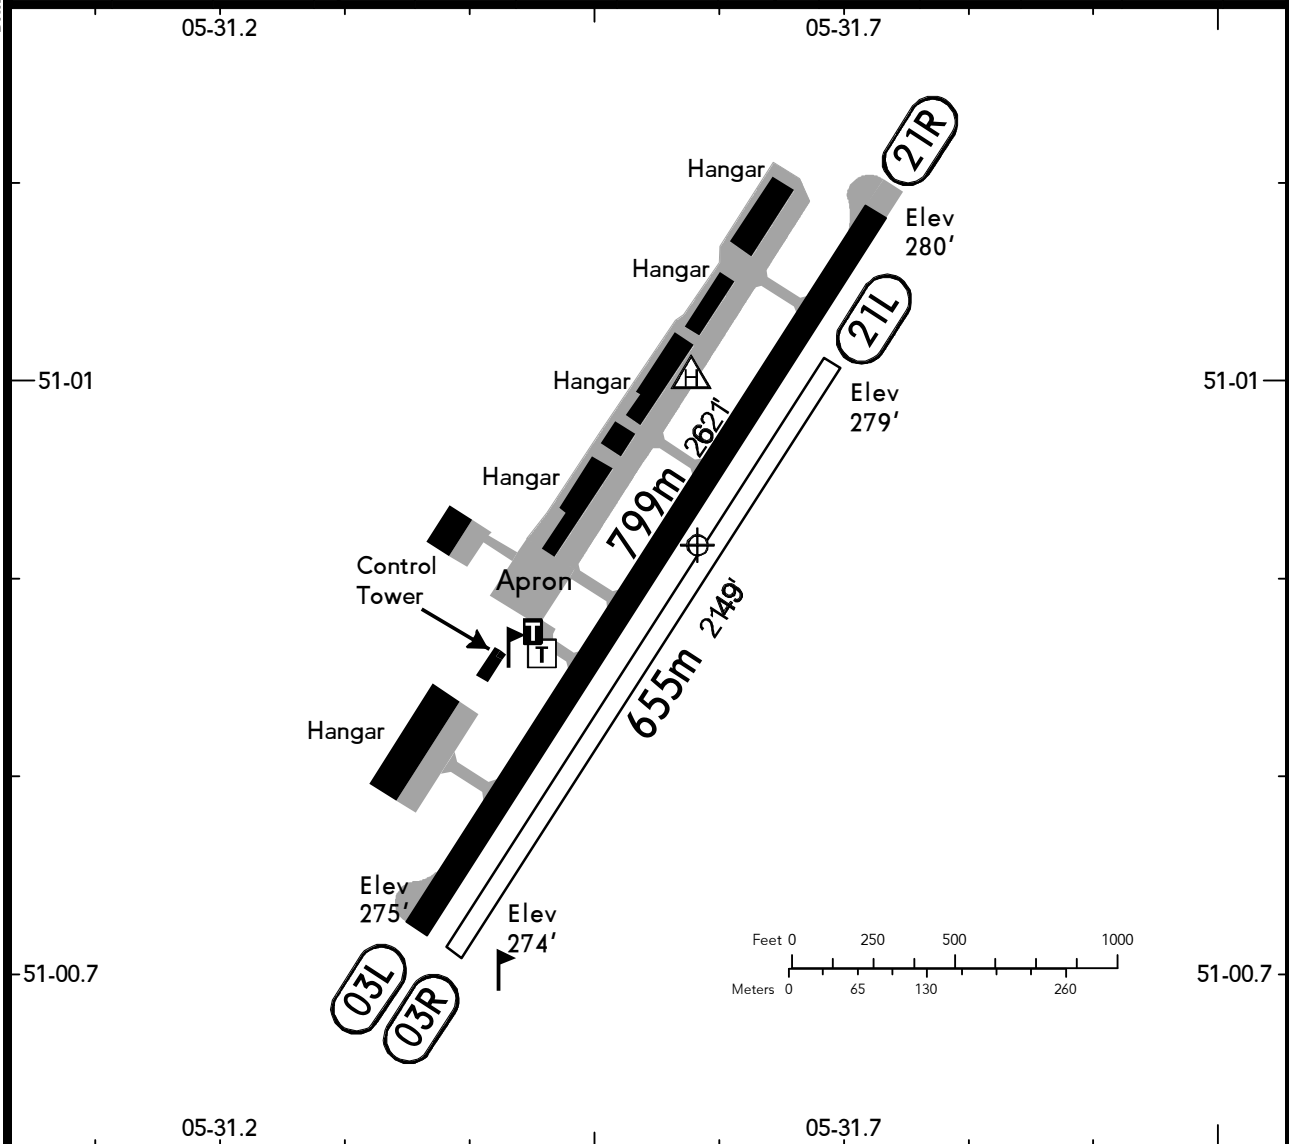 05-31.2
05-31.7
21R
Hangar
Elev
280'
Hangar
21L
51-01
Hangar
H
51-01
Elev
279'
799m 2621'
Hangar
Control
Tower
Apron
T
T
655m 2149'
Hangar
Elev
275'
Elev
274'
Feet 0 250 500 1000
Meters 0 65 130 260
51-00.7
51-00.7
03L
03R
05-31.2
05-31.7